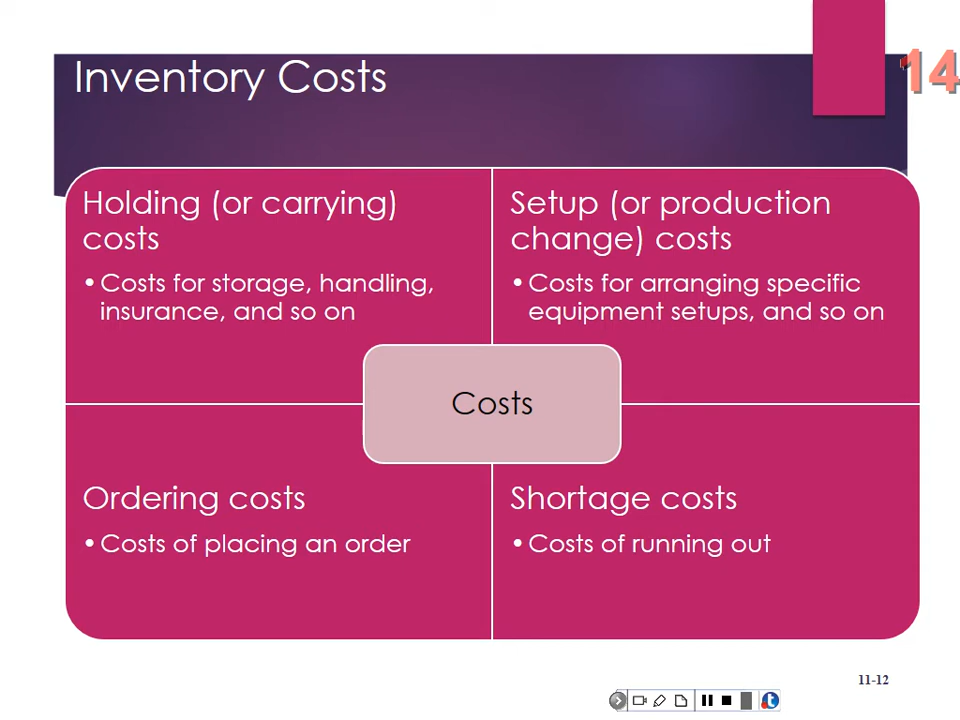 Inventory Costs
14
Holding (or carrying)
costs
• Costs for storage, handling,
insurance, and so on
Setup (or production
change) costs
• Costs for arranging specific
equipment setups, and so on
Costs
Ordering costs
• Costs of placing an order
Shortage costs
• Costs of running out
11-12